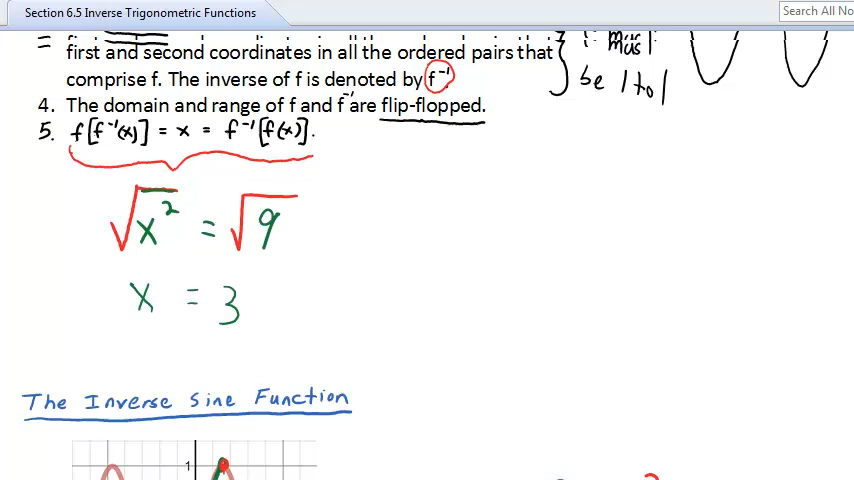 Section 6.5 Inverse Trigonometric Functions
Search All No
=
first and second coordinates in all the ordered pairs that
comprise f. The inverse of f is denoted by f⁻¹
4. The domain and range of f and f⁻¹ are flip-flopped.
5. f[f⁻¹(x)] = x = f⁻¹[f(x)].
be 1 to 1
√x² = √9
x = 3
The Inverse Sine Function
1